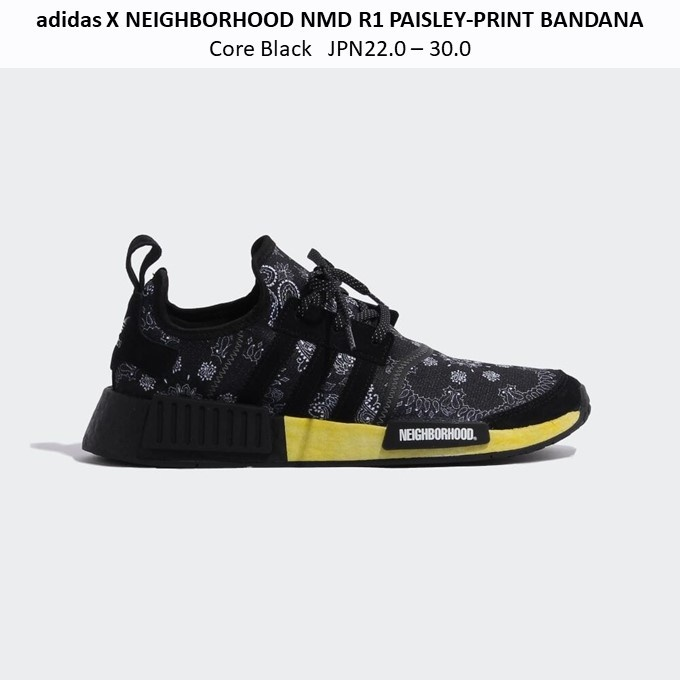 adidas X NEIGHBORHOOD NMD R1 PAISLEY-PRINT BANDANA
Core Black JPN22.0 – 30.0
NEIGHBORHOOD®